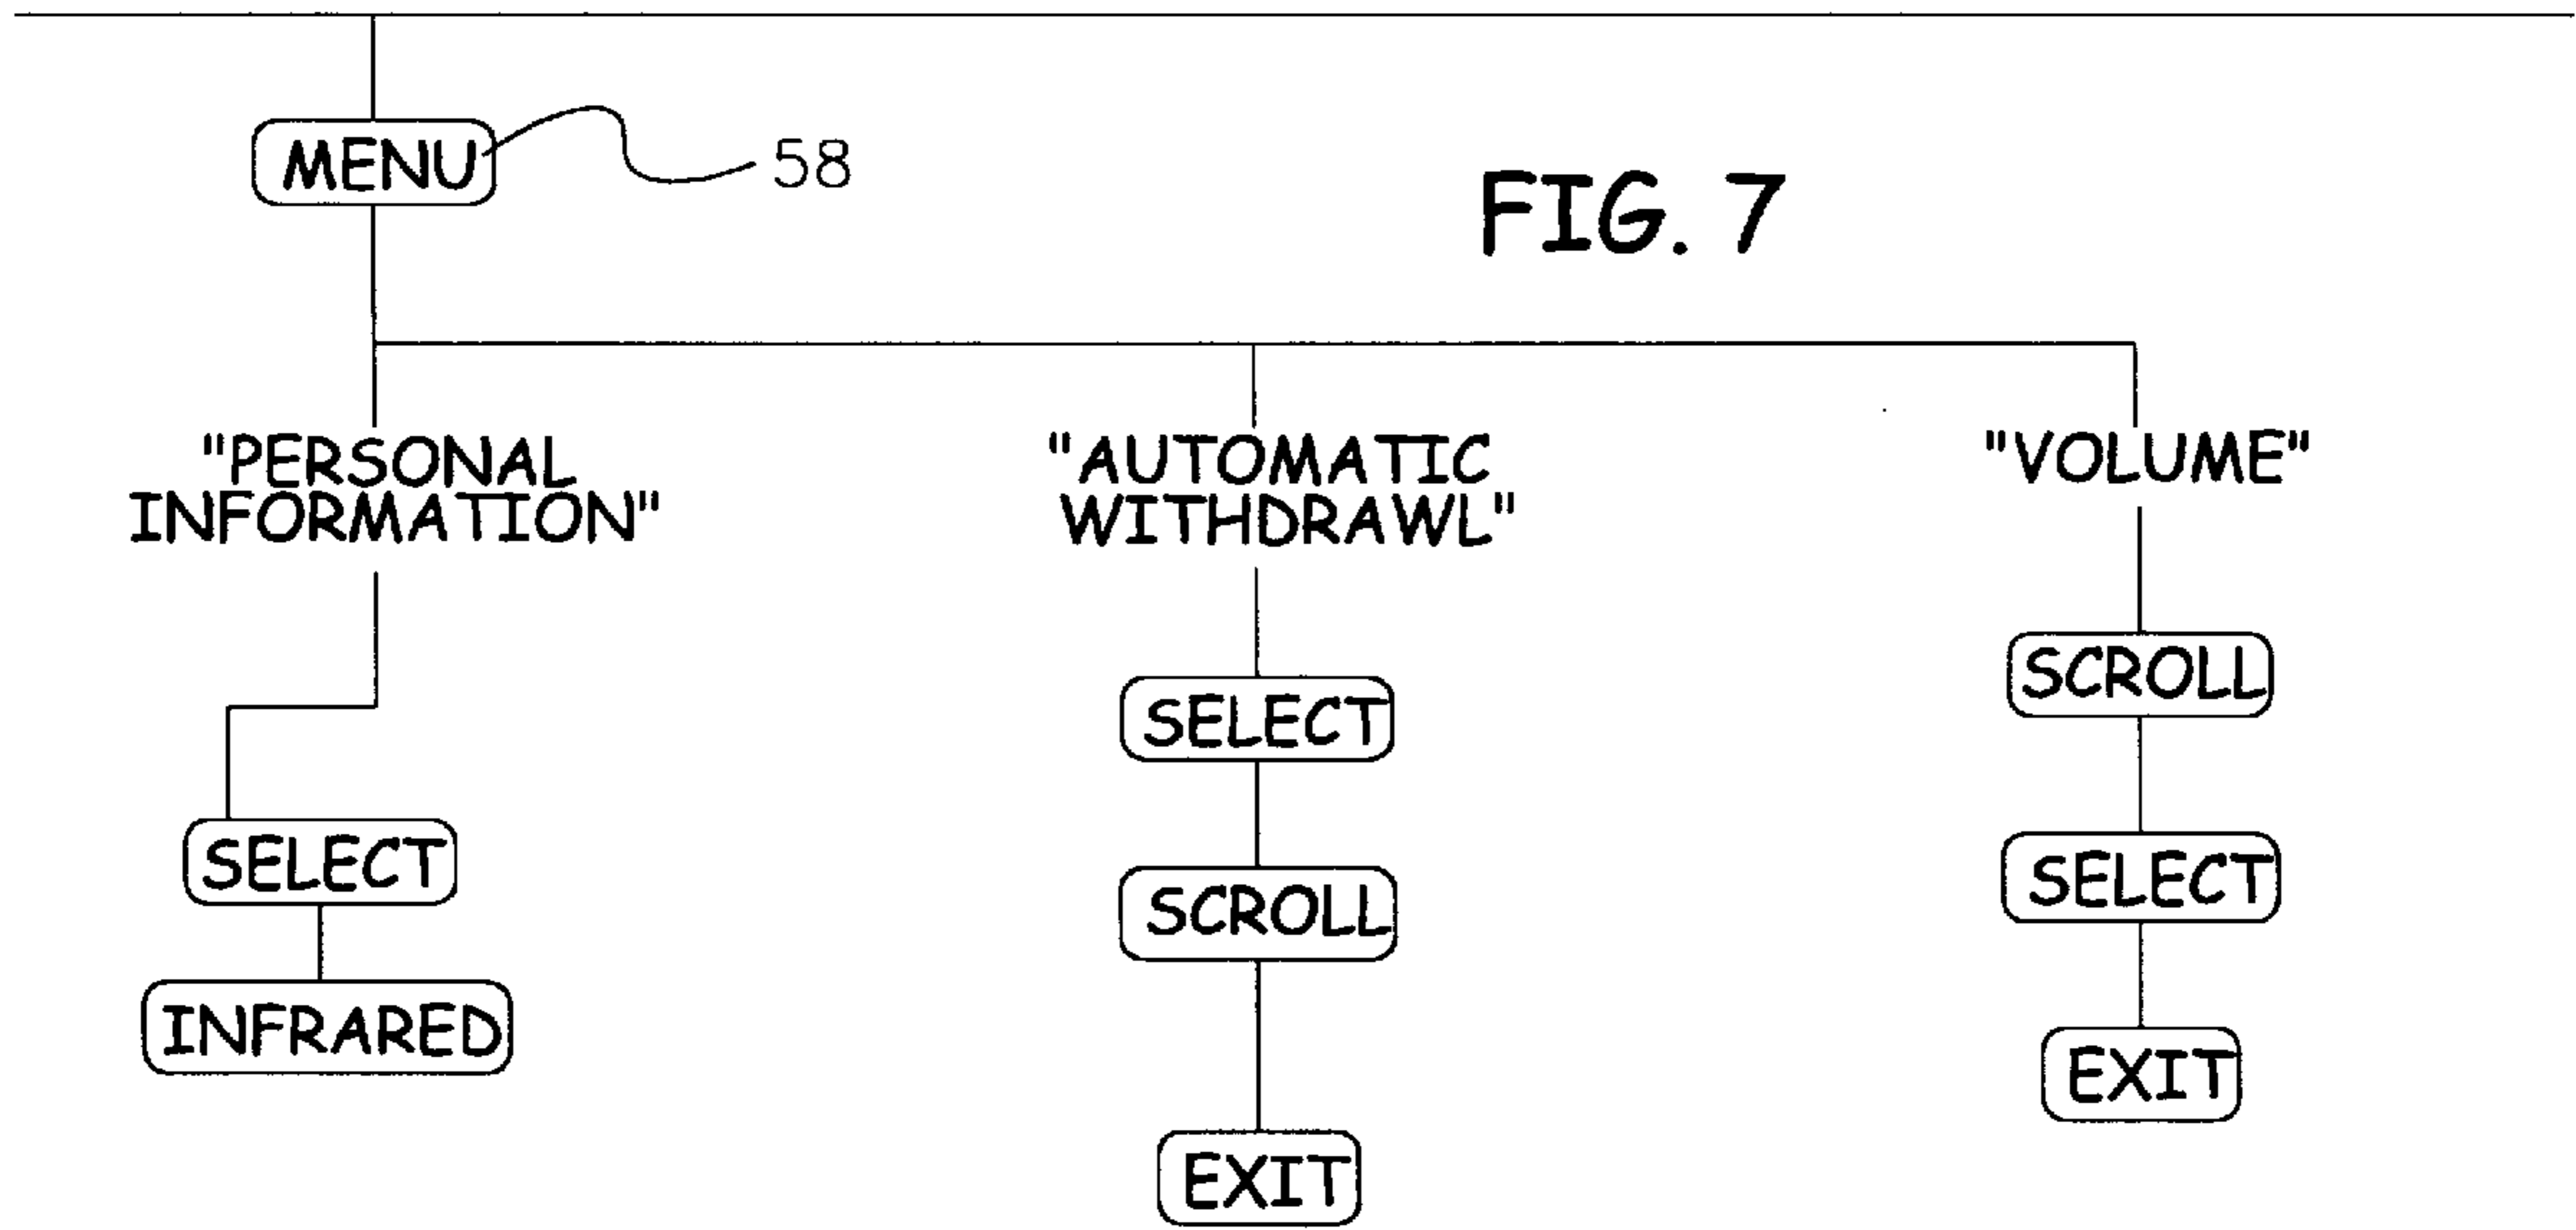 MENU
58
FIG. 7
"PERSONAL
INFORMATION"
SELECT
INFRARED
"AUTOMATIC
WITHDRAWL"
SELECT
SCROLL
EXIT
"VOLUME"
SCROLL
SELECT
EXIT